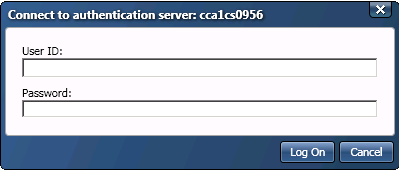 Connect to authentication server: cca1cs0956
User ID:
Password:
Log On Cancel